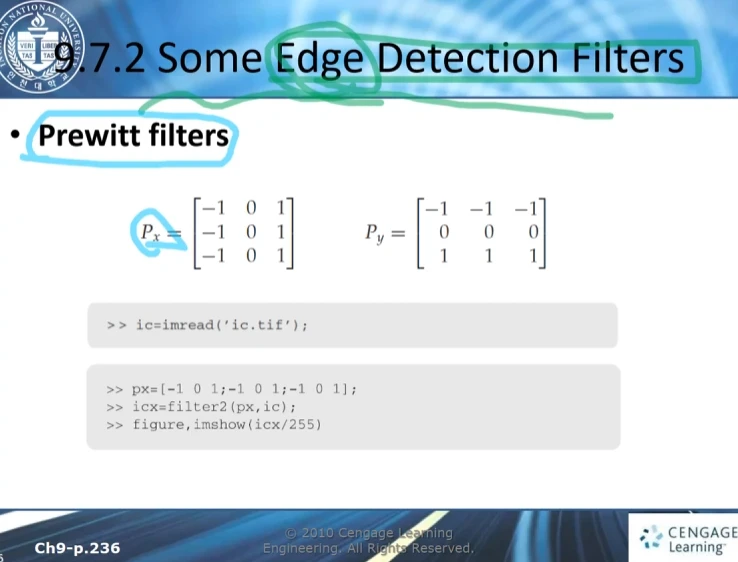 NATIONAL UNIVERSITY
VERI TAS LIBER TAS
9.7.2 Some Edge Detection Filters
• Prewitt filters
Px = [−1 0 1; −1 0 1; −1 0 1] Py = [−1 −1 −1; 0 0 0; 1 1 1]
>> ic=imread('ic.tif');
>> px=[-1 0 1;-1 0 1;-1 0 1];
>> icx=filter2(px,ic);
>> figure,imshow(icx/255)
Ch9-p.236
© 2010 Cengage Learning
Engineering. All Rights Reserved.
CENGAGE
Learning™